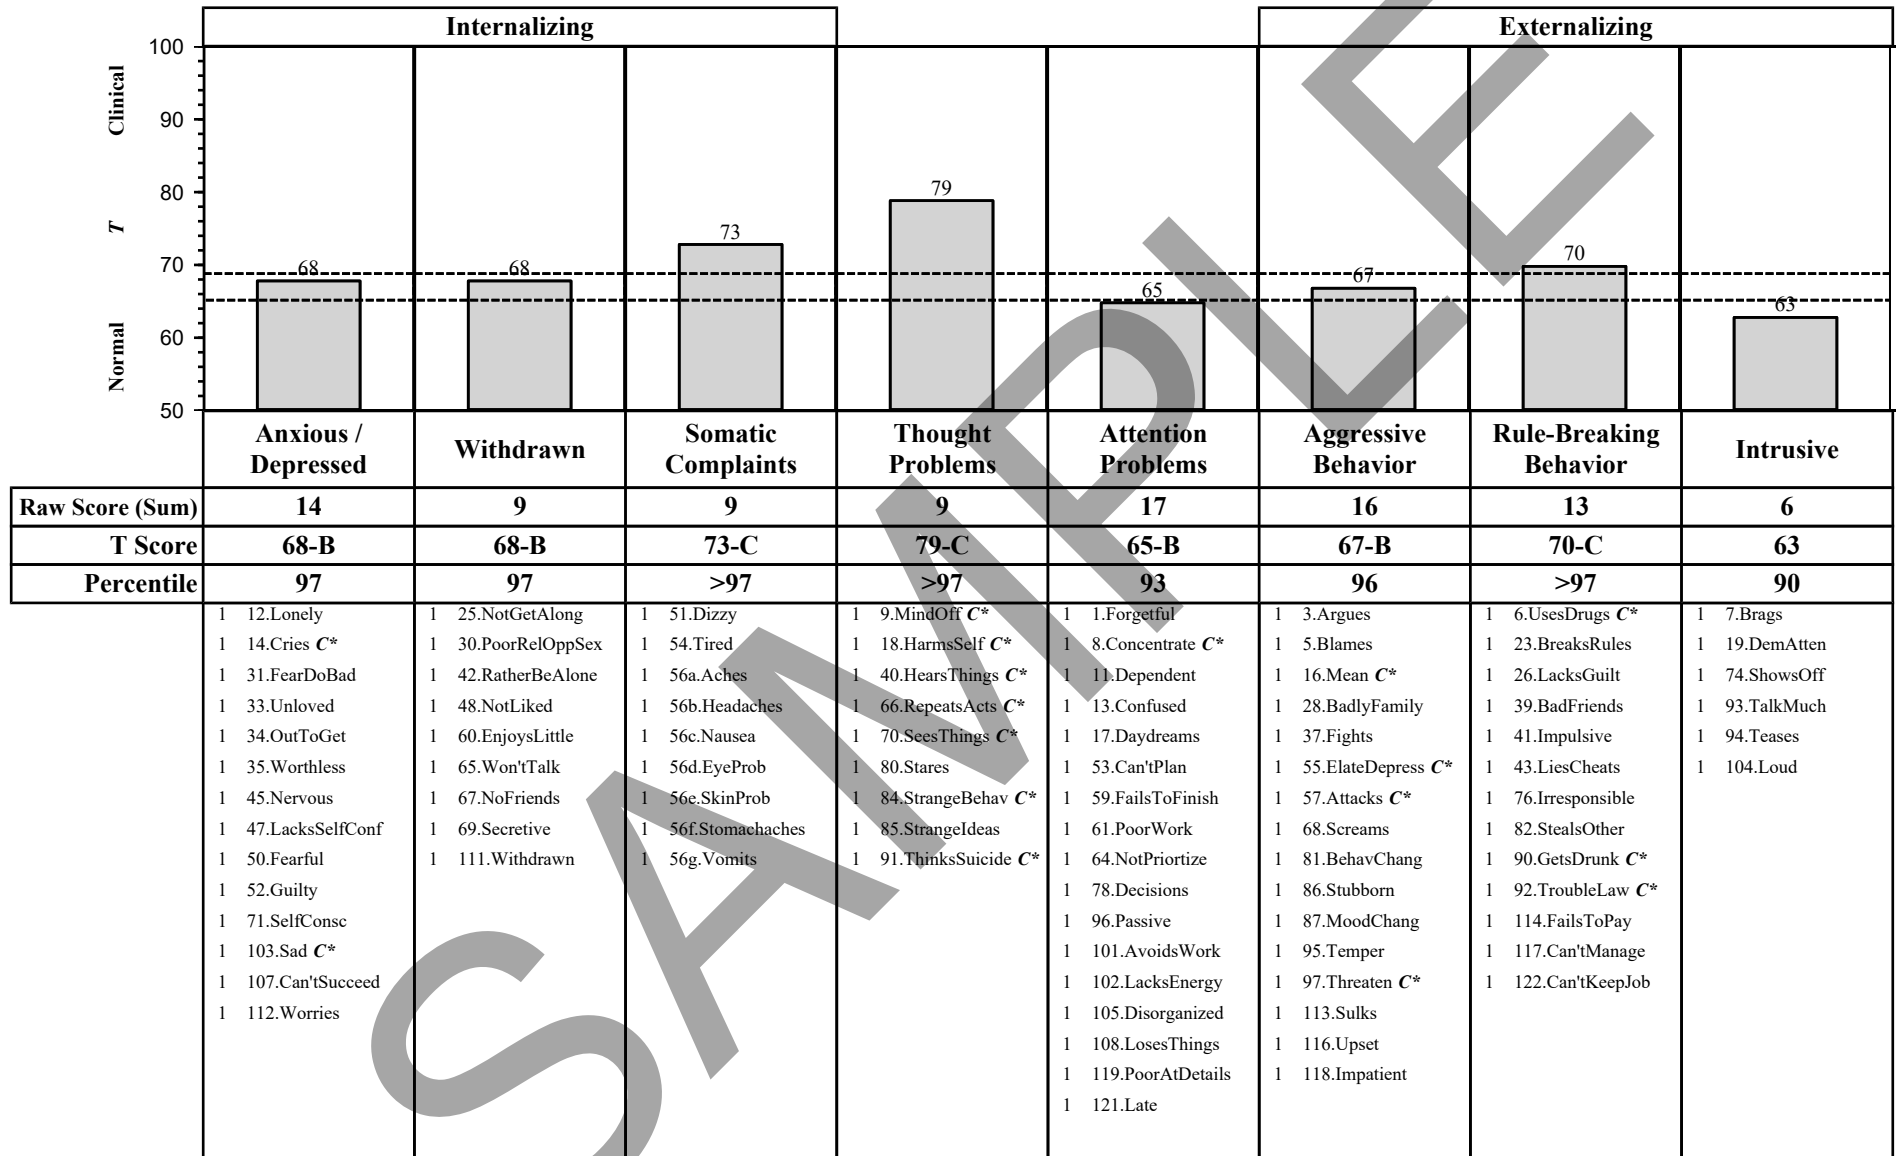 Internalizing
Externalizing
100
90
80
70
60
50
Clinical
T
Normal
68
68
73
79
65
67
70
63
Anxious / Depressed
Withdrawn
Somatic Complaints
Thought Problems
Attention Problems
Aggressive Behavior
Rule-Breaking Behavior
Intrusive
Raw Score (Sum) 14 9 9 9 17 16 13 6
T Score 68-B 68-B 73-C 79-C 65-B 67-B 70-C 63
Percentile 97 97 >97 >97 93 96 >97 90
1 12.Lonely
1 14.Cries C*
1 31.FearDoBad
1 33.Unloved
1 34.OutToGet
1 35.Worthless
1 45.Nervous
1 47.LacksSelfConf
1 50.Fearful
1 52.Guilty
1 71.SelfConsc
1 103.Sad C*
1 107.Can'tSucceed
1 112.Worries
1 25.NotGetAlong
1 30.PoorRelOppSex
1 42.RatherBeAlone
1 48.NotLiked
1 60.EnjoysLittle
1 65.Won'tTalk
1 67.NoFriends
1 69.Secretive
1 111.Withdrawn
1 51.Dizzy
1 54.Tired
1 56a.Aches
1 56b.Headaches
1 56c.Nausea
1 56d.EyeProb
1 56e.SkinProb
1 56f.Stomachaches
1 56g.Vomits
1 9.MindOff C*
1 18.HarmsSelf C*
1 40.HearsThings C*
1 66.RepeatsActs C*
1 70.SeesThings C*
1 80.Stares
1 84.StrangeBehav C*
1 85.StrangeIdeas
1 91.ThinksSuicide C*
1 1.Forgetful
1 8.Concentrate C*
1 11.Dependent
1 13.Confused
1 17.Daydreams
1 53.Can'tPlan
1 59.FailsToFinish
1 61.PoorWork
1 64.NotPriortize
1 78.Decisions
1 96.Passive
1 101.AvoidsWork
1 102.LacksEnergy
1 105.Disorganized
1 108.LosesThings
1 119.PoorAtDetails
1 121.Late
1 3.Argues
1 5.Blames
1 16.Mean C*
1 28.BadlyFamily
1 37.Fights
1 55.ElateDepress C*
1 57.Attacks C*
1 68.Screams
1 81.BehavChang
1 86.Stubborn
1 87.MoodChang
1 95.Temper
1 97.Threaten C*
1 113.Sulks
1 116.Upset
1 118.Impatient
1 6.UsesDrugs C*
1 23.BreaksRules
1 26.LacksGuilt
1 39.BadFriends
1 41.Impulsive
1 43.LiesCheats
1 76.Irresponsible
1 82.StealsOther
1 90.GetsDrunk C*
1 92.TroubleLaw C*
1 114.FailsToPay
1 117.Can'tManage
1 122.Can'tKeepJob
1 7.Brags
1 19.DemAtten
1 74.ShowsOff
1 93.TalkMuch
1 94.Teases
1 104.Loud
SAMPLE